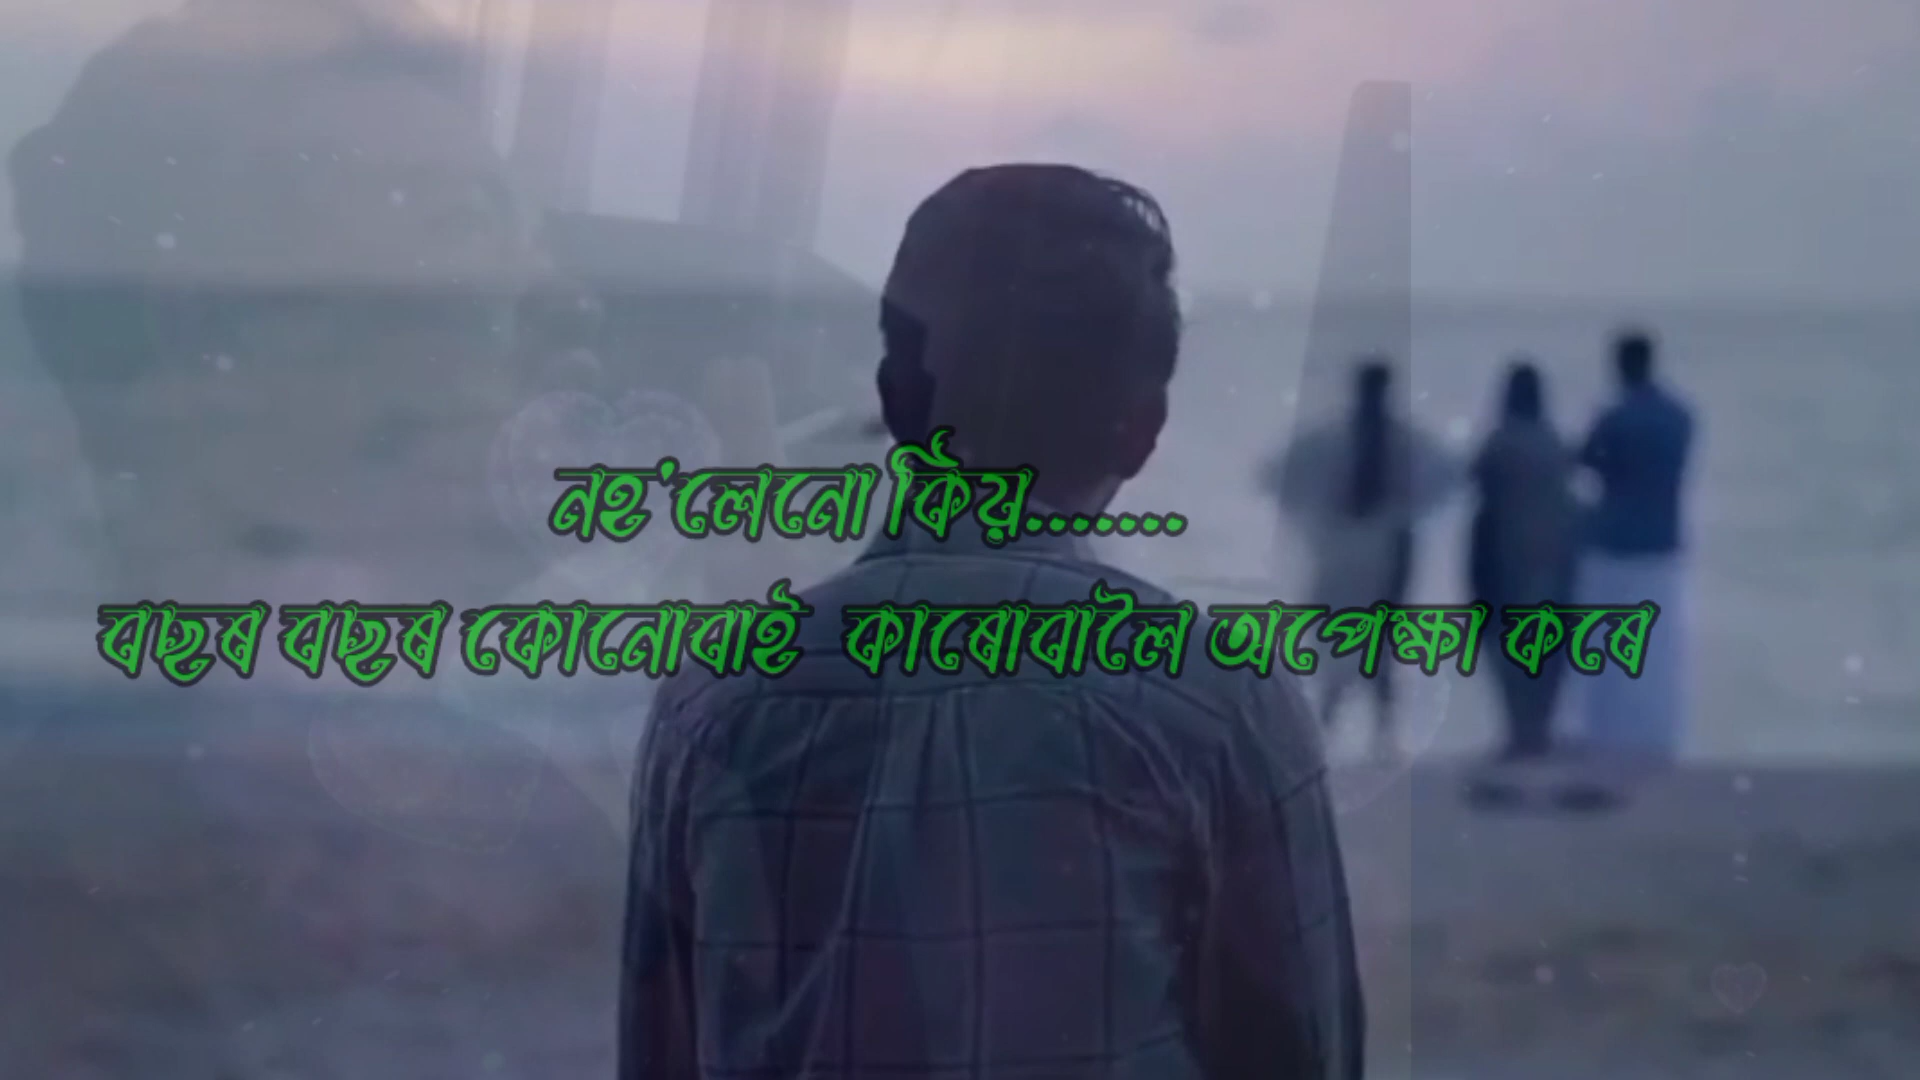 নহ'লেনো কিয়.......
বছৰ বছৰ কোনোবাই কাৰোবালৈ অপেক্ষা কৰে